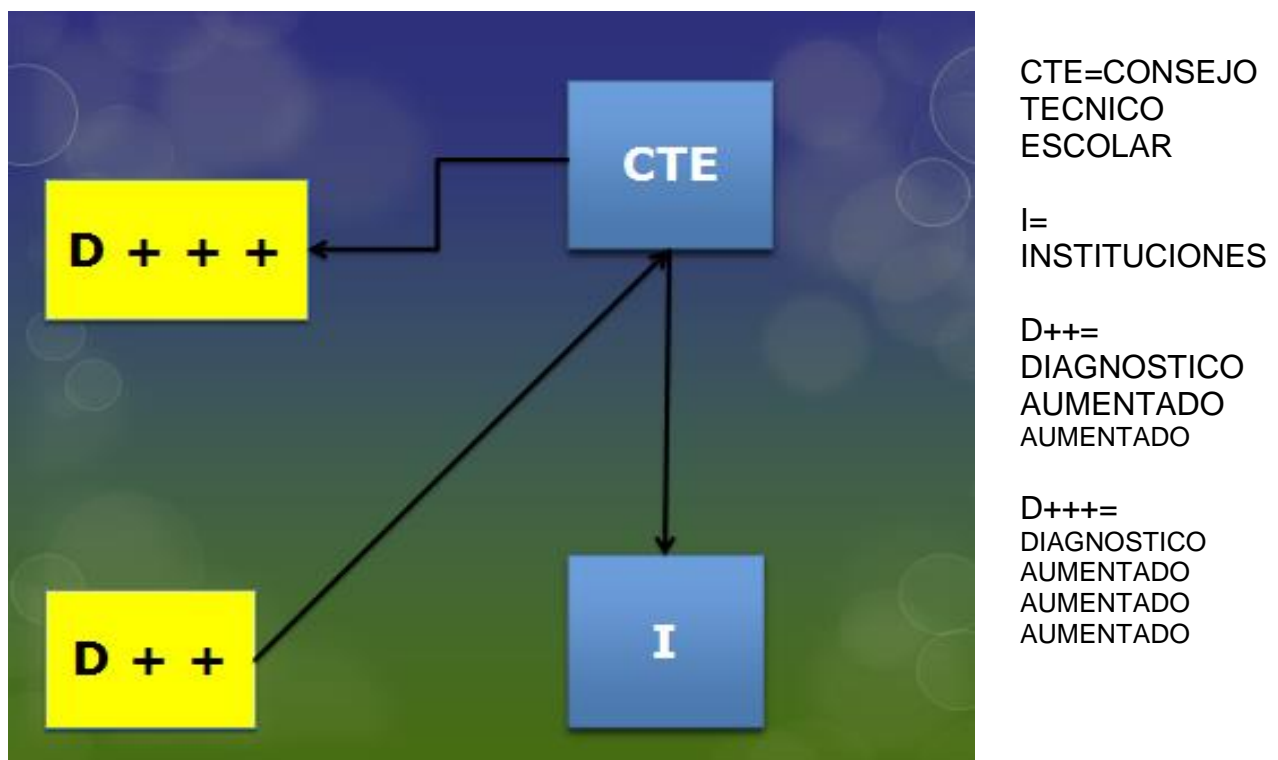 CTE
D + + +
D + +
I
CTE=CONSEJO
TECNICO
ESCOLAR
I=
INSTITUCIONES
D++=
DIAGNOSTICO
AUMENTADO
AUMENTADO
D+++=
DIAGNOSTICO
AUMENTADO
AUMENTADO
AUMENTADO